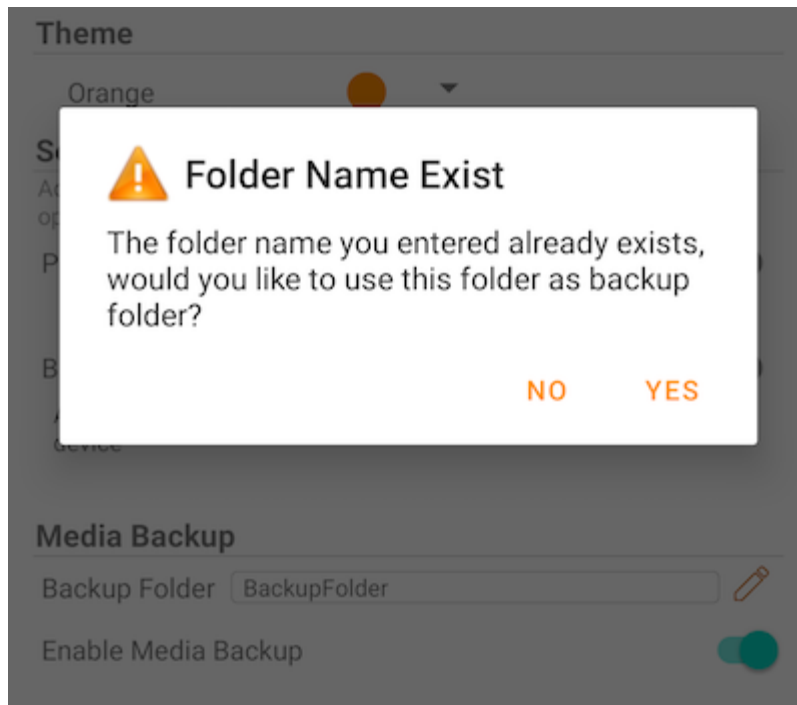 Theme
Orange
Folder Name Exist
The folder name you entered already exists,
would you like to use this folder as backup
folder?
NO YES
device
Media Backup
Backup Folder BackupFolder
Enable Media Backup